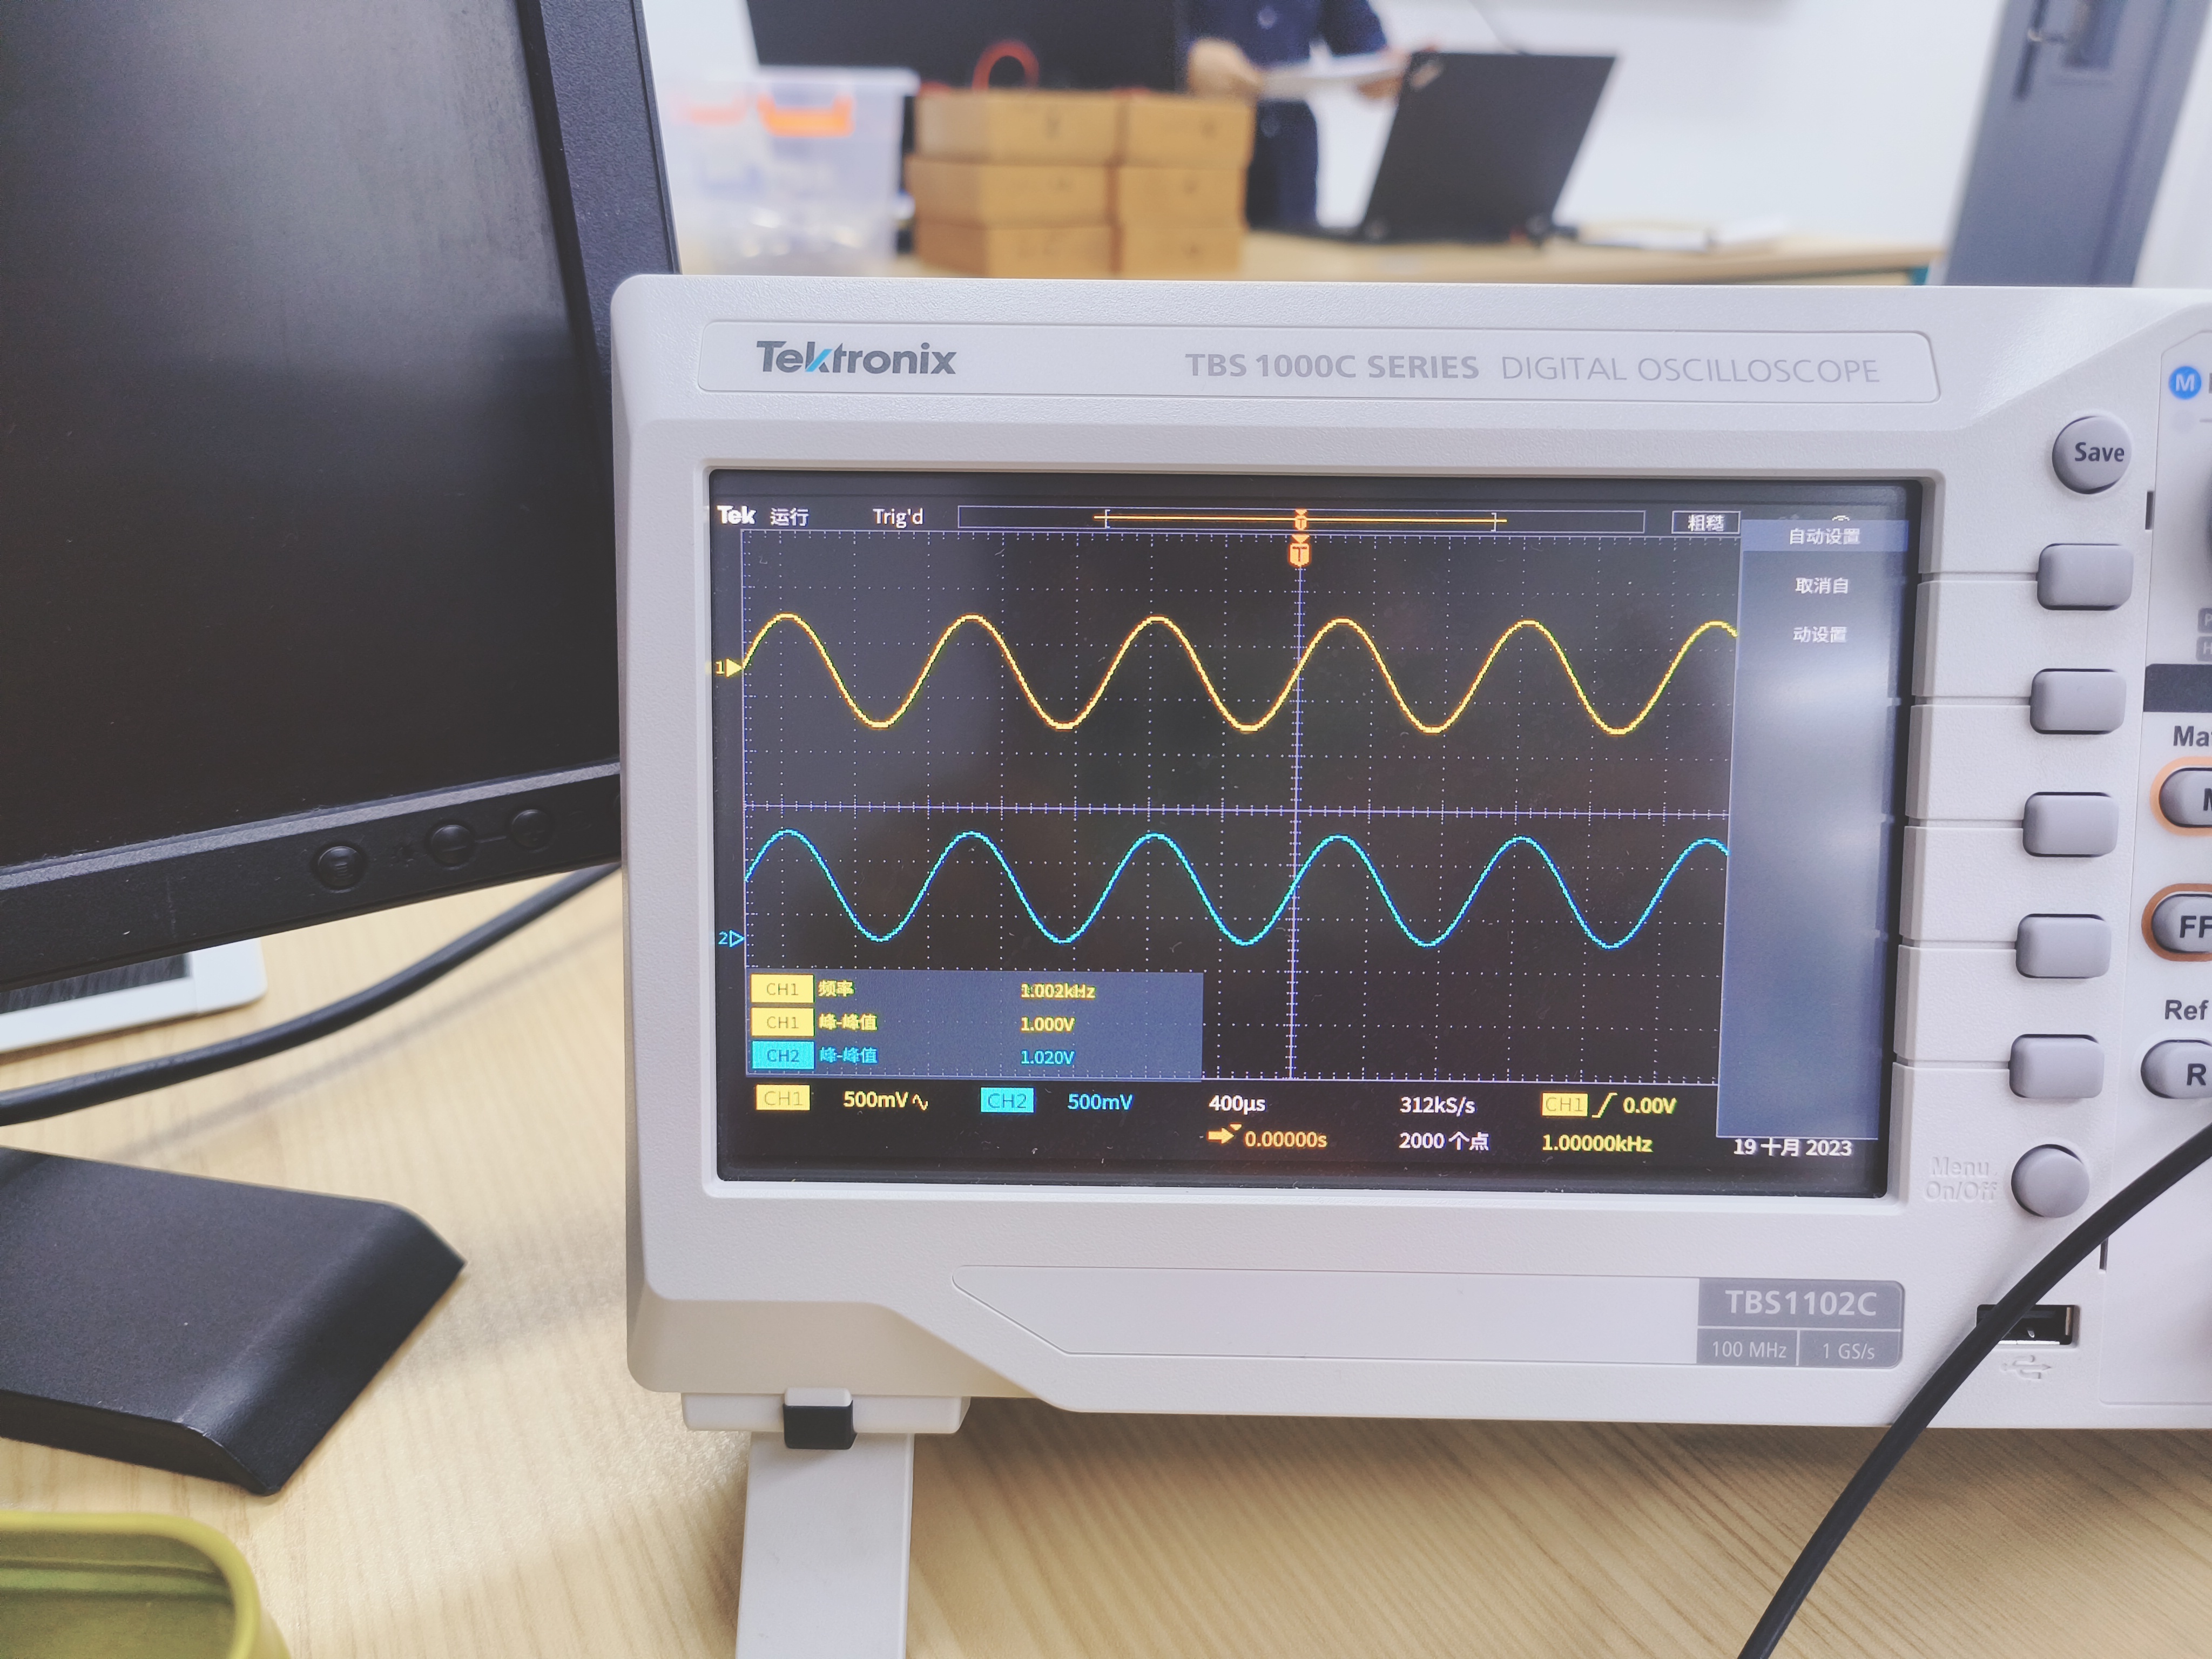 Tektronix
TBS 1000C SERIES DIGITAL OSCILLOSCOPE
M
Save
Tek 运行 Trig'd
T
粗糙
自动设置
T
取消自
动设置
1
2
CH1 频率 1.002kHz
CH1 峰-峰值 1.000V
CH2 峰-峰值 1.020V
CH1 500mV CH2 500mV 400µs 312kS/s CH1 0.00V
0.00000s 2000 个点 1.00000kHz
19 十月 2023
M
FF
Ref
R
Menu
On/Off
TBS1102C
100 MHz 1 GS/s